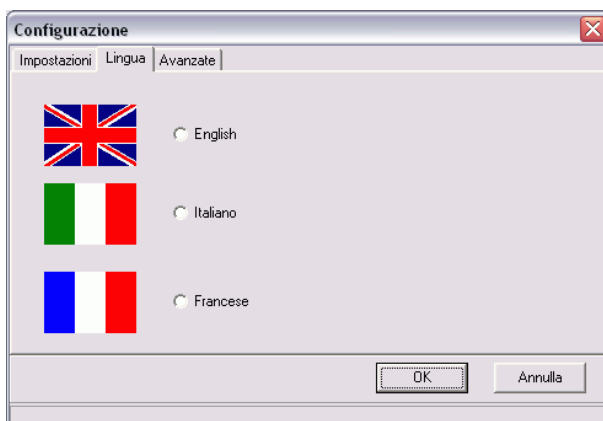 Configurazione
Impostazioni Lingua Avanzate
English
Italiano
Francese
OK Annulla